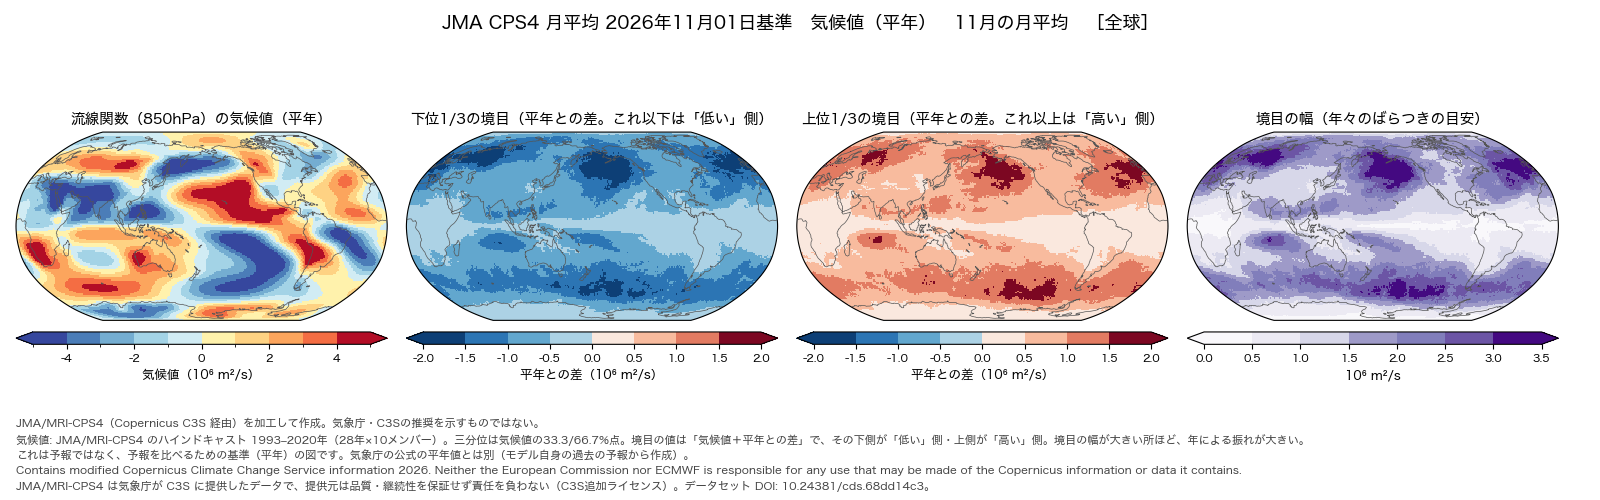 JMA CPS4 月平均 2026年11月01日基準　気候値（平年）　11月の月平均　［全球］
流線関数（850hPa）の気候値（平年）
下位1/3の境目（平年との差。これ以下は「低い」側）
上位1/3の境目（平年との差。これ以上は「高い」側）
境目の幅（年々のばらつきの目安）
-4 -2 0 2 4
-2.0 -1.5 -1.0 -0.5 0.0 0.5 1.0 1.5 2.0
-2.0 -1.5 -1.0 -0.5 0.0 0.5 1.0 1.5 2.0
0.0 0.5 1.0 1.5 2.0 2.5 3.0 3.5
気候値（10⁶ m²/s）
平年との差（10⁶ m²/s）
平年との差（10⁶ m²/s）
10⁶ m²/s
JMA/MRI-CPS4（Copernicus C3S 経由）を加工して作成。気象庁・C3Sの推奨を示すものではない。
気候値: JMA/MRI-CPS4 のハインドキャスト 1993–2020年（28年×10メンバー）。三分位は気候値の33.3/66.7%点。境目の値は「気候値＋平年との差」で、その下側が「低い」側・上側が「高い」側。境目の幅が大きい所ほど、年による振れが大きい。
これは予報ではなく、予報を比べるための基準（平年）の図です。気象庁の公式の平年値とは別（モデル自身の過去の予報から作成）。
Contains modified Copernicus Climate Change Service information 2026. Neither the European Commission nor ECMWF is responsible for any use that may be made of the Copernicus information or data it contains.
JMA/MRI-CPS4 は気象庁が C3S に提供したデータで、提供元は品質・継続性を保証せず責任を負わない（C3S追加ライセンス）。データセット DOI: 10.24381/cds.68dd14c3。